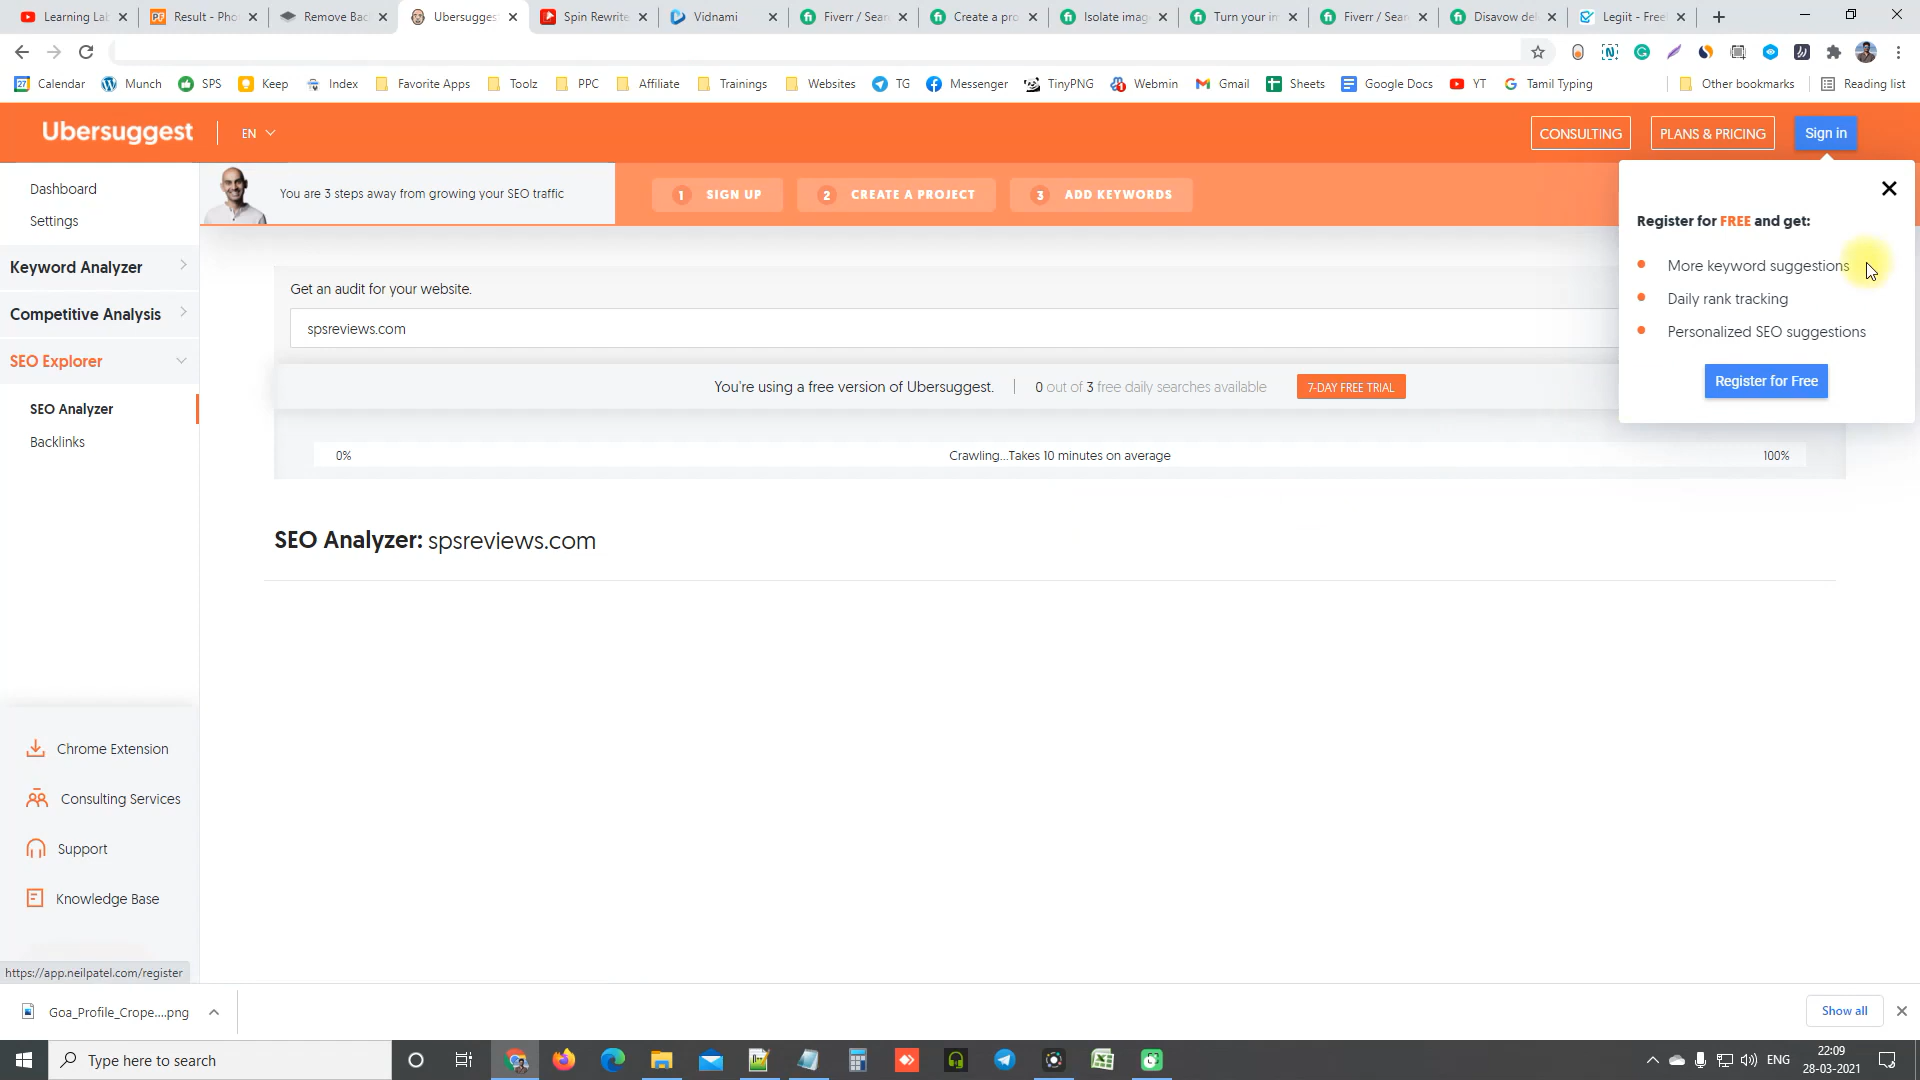 Learning Lab
Result - Pho
Remove Bac
Ubersuggest
Spin Rewrite
Vidnami
Fiverr / Sear
Create a pro
Isolate imag
Turn your im
Fiverr / Sear
Disavow de
Legiit - Free
Calendar
Munch
SPS
Keep
Index
Favorite Apps
Toolz
PPC
Affiliate
Trainings
Websites
TG
Messenger
TinyPNG
Webmin
Gmail
Sheets
Google Docs
YT
Tamil Typing
Other bookmarks
Reading list
Ubersuggest
EN
CONSULTING
PLANS & PRICING
Sign in
Dashboard
Settings
Keyword Analyzer
Competitive Analysis
SEO Explorer
SEO Analyzer
Backlinks
You are 3 steps away from growing your SEO traffic
1 SIGN UP
2 CREATE A PROJECT
3 ADD KEYWORDS
Register for FREE and get:
More keyword suggestions
Daily rank tracking
Personalized SEO suggestions
Register for Free
Get an audit for your website.
spsreviews.com
You're using a free version of Ubersuggest.
0 out of 3 free daily searches available
7-DAY FREE TRIAL
0%
Crawling...Takes 10 minutes on average
100%
SEO Analyzer: spsreviews.com
Chrome Extension
Consulting Services
Support
Knowledge Base
https://app.neilpatel.com/register
Goa_Profile_Crope....png
Show all
Type here to search
ENG
22:09
28-03-2021